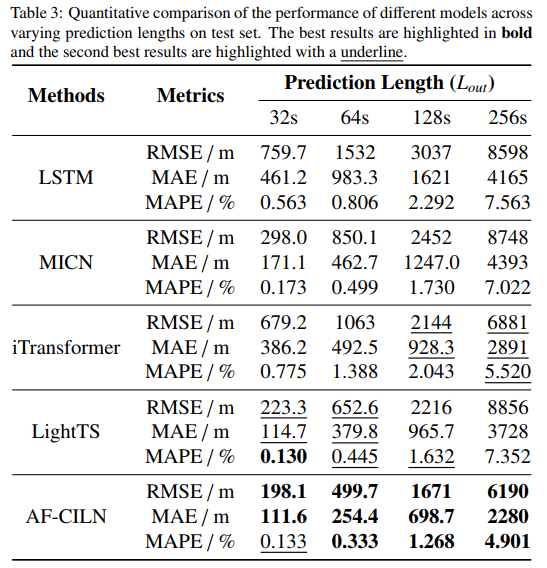 Table 3: Quantitative comparison of the performance of different models across
varying prediction lengths on test set. The best results are highlighted in bold
and the second best results are highlighted with a underline.
Methods Metrics Prediction Length (L_out)
32s 64s 128s 256s
RMSE / m 759.7 1532 3037 8598
LSTM MAE / m 461.2 983.3 1621 4165
MAPE / % 0.563 0.806 2.292 7.563
RMSE / m 298.0 850.1 2452 8748
MICN MAE / m 171.1 462.7 1247.0 4393
MAPE / % 0.173 0.499 1.730 7.022
RMSE / m 679.2 1063 2144 6881
iTransformer MAE / m 386.2 492.5 928.3 2891
MAPE / % 0.775 1.388 2.043 5.520
RMSE / m 223.3 652.6 2216 8856
LightTS MAE / m 114.7 379.8 965.7 3728
MAPE / % 0.130 0.445 1.632 7.352
RMSE / m 198.1 499.7 1671 6190
AF-CILN MAE / m 111.6 254.4 698.7 2280
MAPE / % 0.133 0.333 1.268 4.901